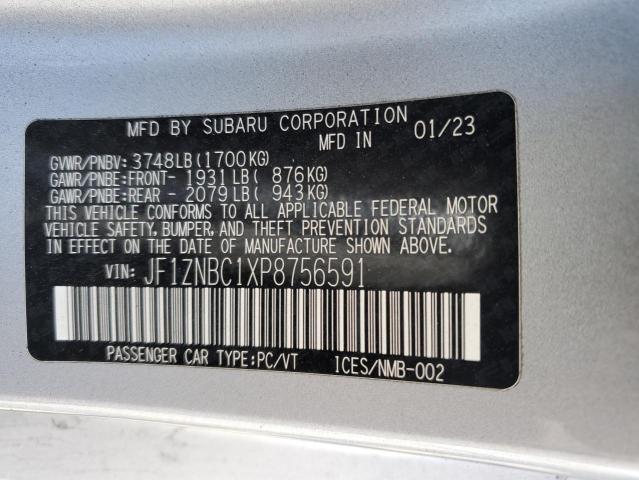 MFD BY SUBARU CORPORATION
MFD IN 01/23
GVWR/PNBV: 3748LB(1700KG)
GAWR/PNBE:FRONT- 1931LB( 876KG)
GAWR/PNBE:REAR - 2079LB( 943KG)
THIS VEHICLE CONFORMS TO ALL APPLICABLE FEDERAL MOTOR
VEHICLE SAFETY, BUMPER, AND THEFT PREVENTION STANDARDS
IN EFFECT ON THE DATE OF MANUFACTURE SHOWN ABOVE.
VIN: JF1ZNBC1XP8756591
PASSENGER CAR TYPE:PC/VT ICES/NMB-002